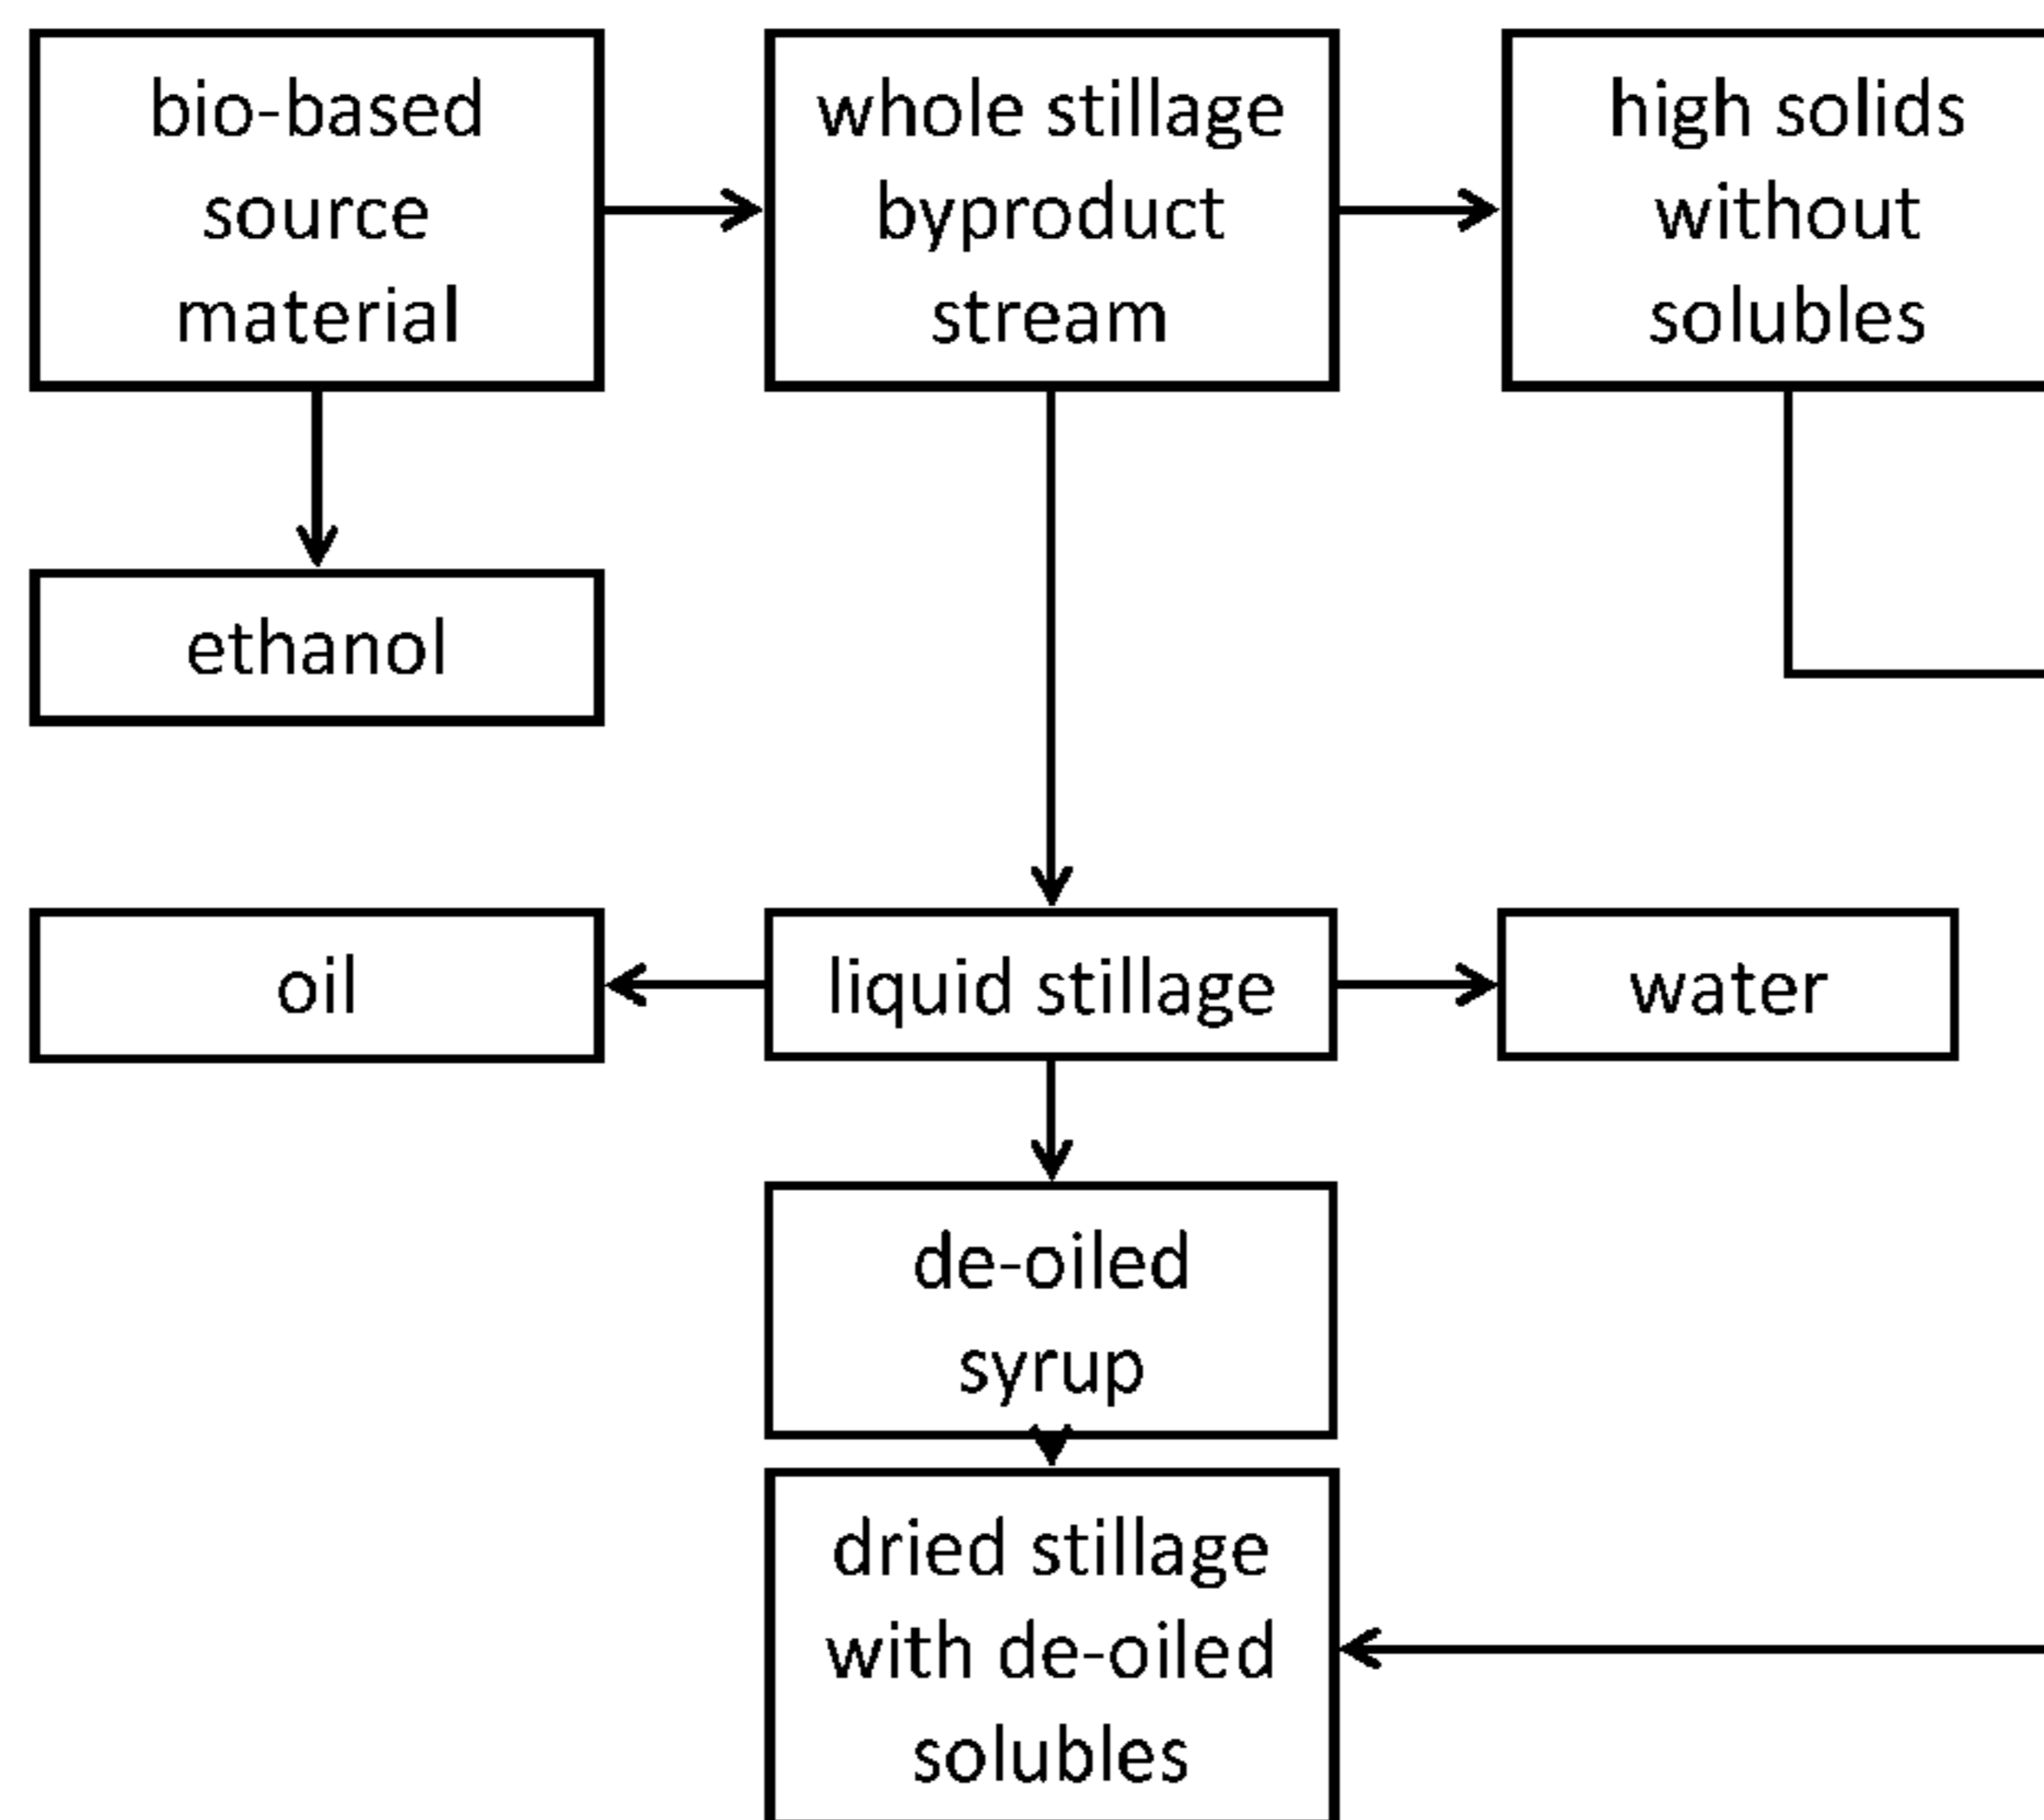 bio-based
source
material
whole stillage
byproduct
stream
high solids
without
solubles
ethanol
oil
liquid stillage
water
de-oiled
syrup
dried stillage
with de-oiled
solubles